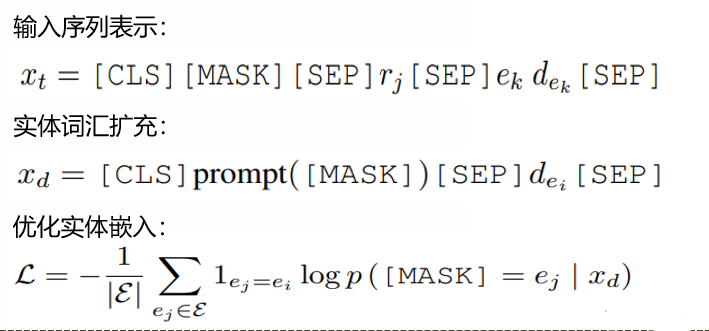 输入序列表示：
x_t = [CLS][MASK][SEP]r_j[SEP]e_k d_{e_k}[SEP]
实体词汇扩充：
x_d = [CLS]prompt([MASK])[SEP]d_{e_i}[SEP]
优化实体嵌入：
\mathcal{L} = -\frac{1}{|\mathcal{E}|} \sum_{e_j \in \mathcal{E}} 1_{e_j=e_i} \log p([MASK] = e_j | x_d)